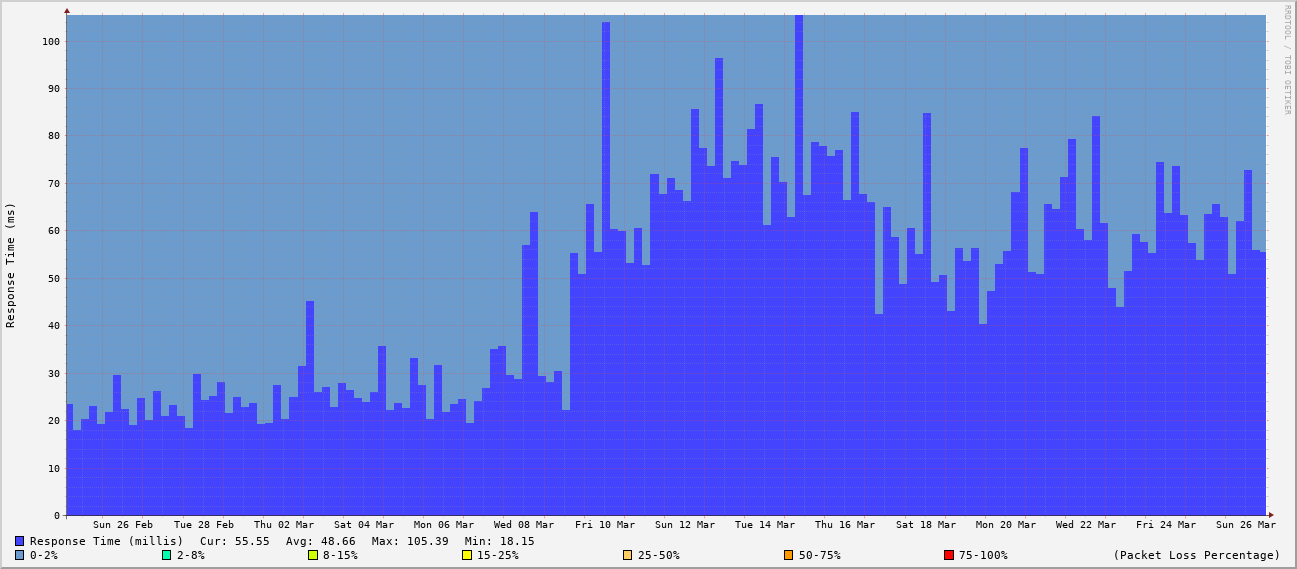 RRDTOOL / TOBI OETIKER
Response Time (ms)
100
90
80
70
60
50
40
30
20
10
0
Sun 26 Feb Tue 28 Feb Thu 02 Mar Sat 04 Mar Mon 06 Mar Wed 08 Mar Fri 10 Mar Sun 12 Mar Tue 14 Mar Thu 16 Mar Sat 18 Mar Mon 20 Mar Wed 22 Mar Fri 24 Mar Sun 26 Mar
Response Time (millis) Cur: 55.55 Avg: 48.66 Max: 105.39 Min: 18.15
0-2% 2-8% 8-15% 15-25% 25-50% 50-75% 75-100% (Packet Loss Percentage)